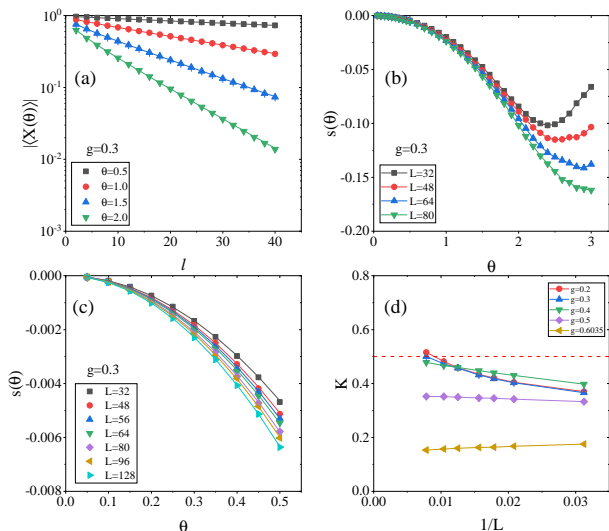 10⁰
10⁻¹
10⁻²
10⁻³
0
10
20
30
40
50
|⟨X(θ)⟩|
l
(a)
g=0.3
θ=0.5
θ=1.0
θ=1.5
θ=2.0
0.00
-0.05
-0.10
-0.15
-0.20
0
1
2
3
s(θ)
θ
(b)
g=0.3
L=32
L=48
L=64
L=80
0.000
-0.002
-0.004
-0.006
-0.008
0.0
0.1
0.2
0.3
0.4
0.5
s(θ)
θ
(c)
g=0.3
L=32
L=48
L=56
L=64
L=80
L=96
L=128
0.8
0.6
0.4
0.2
0.0
0.00
0.01
0.02
0.03
K
1/L
(d)
g=0.2
g=0.3
g=0.4
g=0.5
g=0.6035